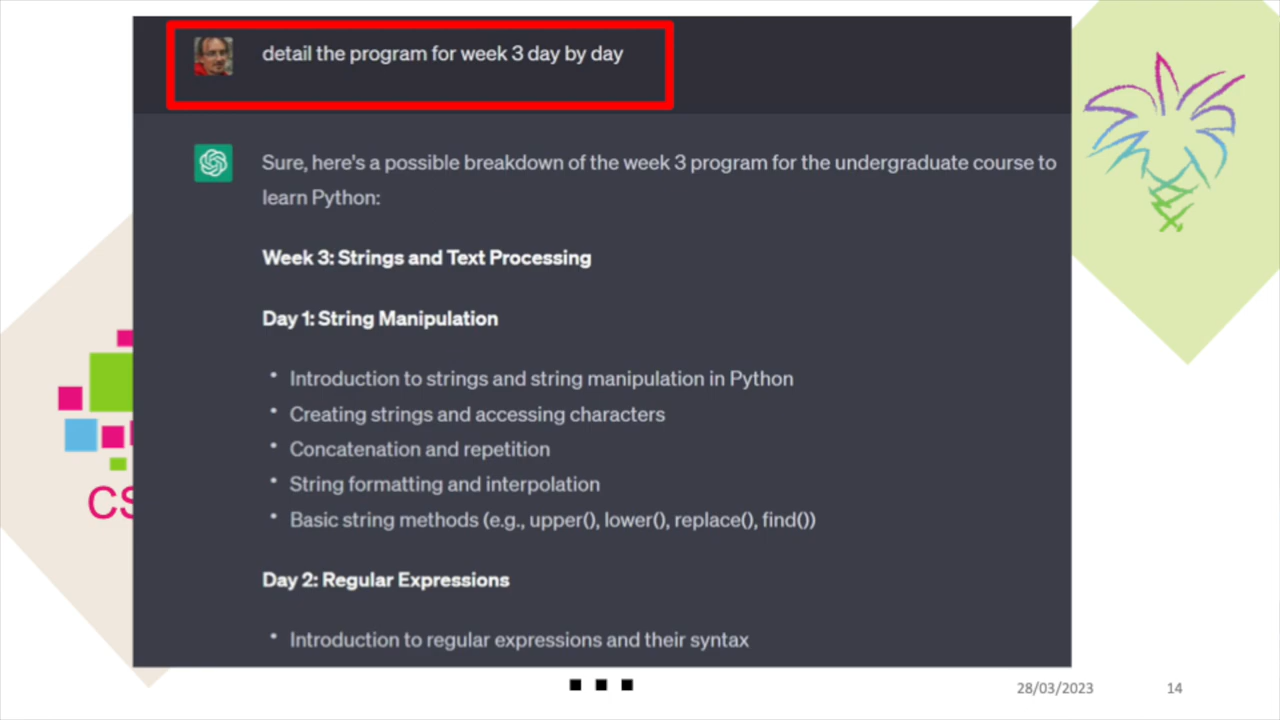 detail the program for week 3 day by day
Sure, here's a possible breakdown of the week 3 program for the undergraduate course to
learn Python:
Week 3: Strings and Text Processing
Day 1: String Manipulation
• Introduction to strings and string manipulation in Python
• Creating strings and accessing characters
• Concatenation and repetition
• String formatting and interpolation
• Basic string methods (e.g., upper(), lower(), replace(), find())
Day 2: Regular Expressions
• Introduction to regular expressions and their syntax
CS
...
28/03/2023 14